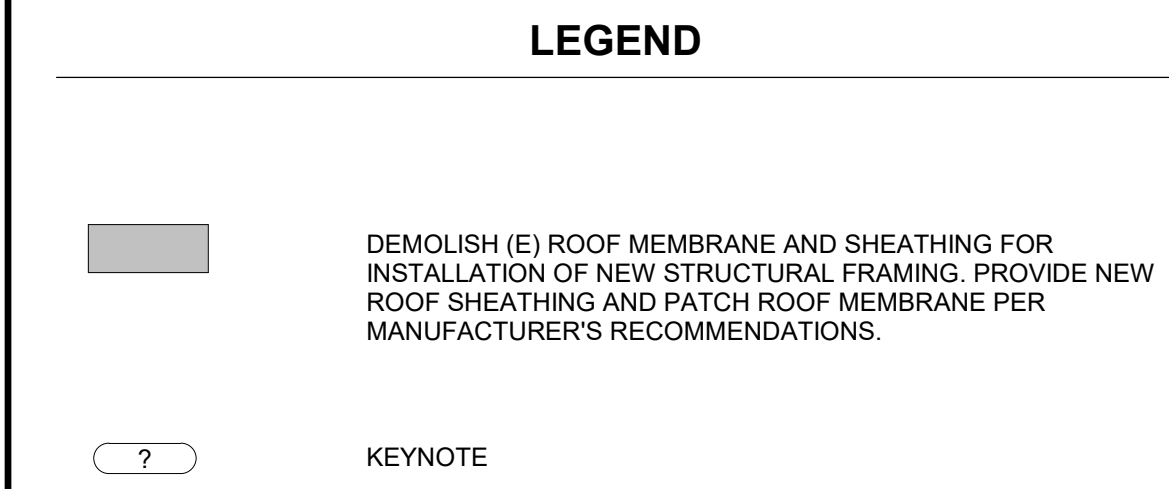 LEGEND
DEMOLISH (E) ROOF MEMBRANE AND SHEATHING FOR
INSTALLATION OF NEW STRUCTURAL FRAMING. PROVIDE NEW
ROOF SHEATHING AND PATCH ROOF MEMBRANE PER
MANUFACTURER'S RECOMMENDATIONS.
? KEYNOTE